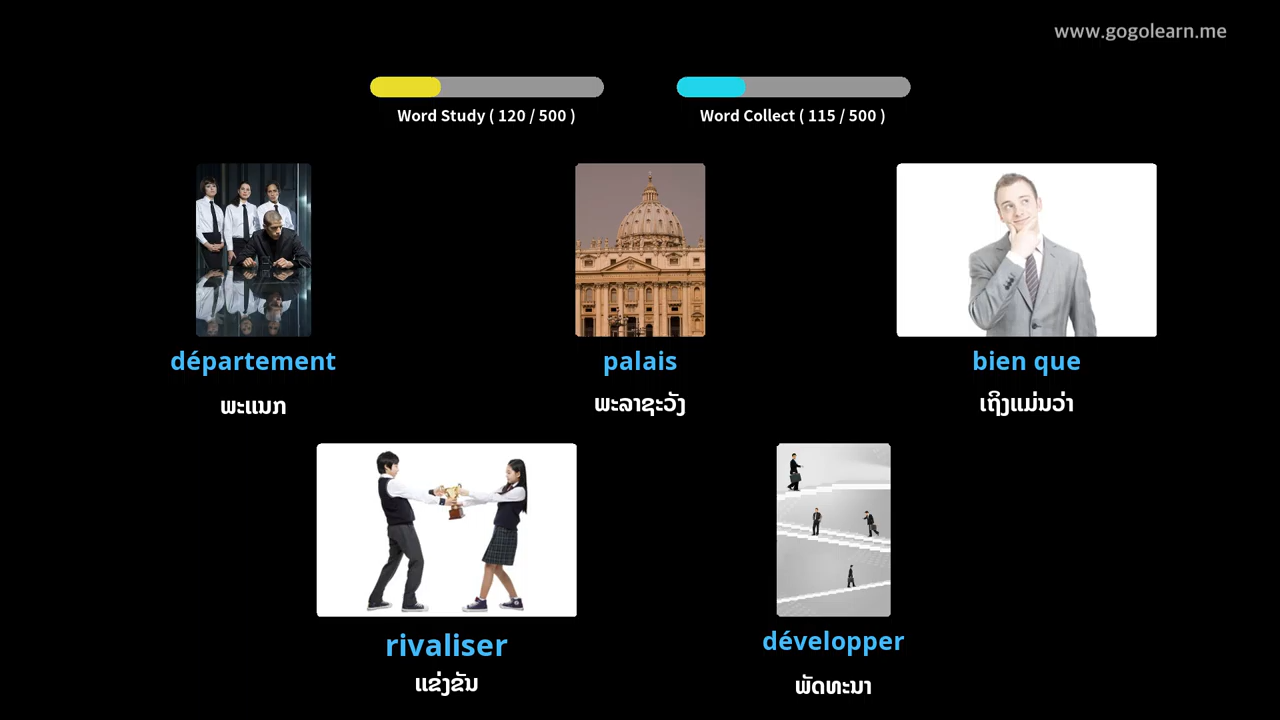 www.gogolearn.me
Word Study ( 120 / 500 )
Word Collect ( 115 / 500 )
département
ພະແນກ
palais
ພະລາຊະວັງ
bien que
ເຖິງແມ່ນວ່າ
rivaliser
ແຂ່ງຂັນ
développer
ພັດທະນາ